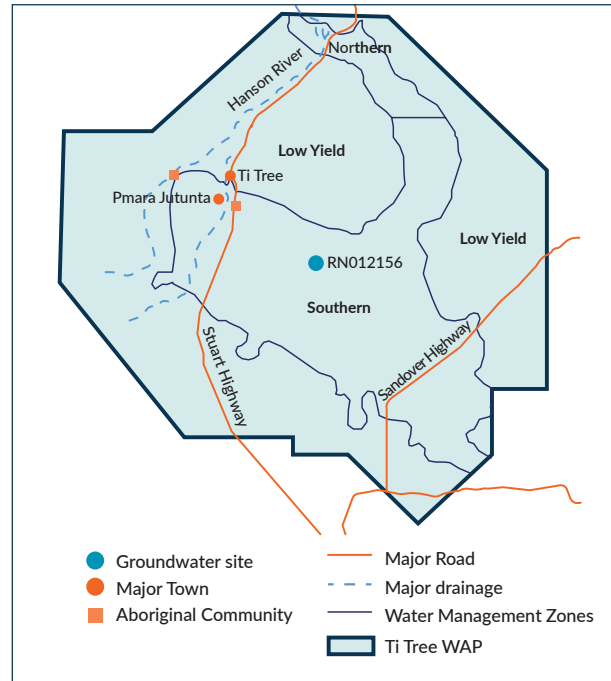 Northern
Hanson River
Low Yield
Ti Tree
Pmara Jutunta
Low Yield
RN012156
Southern
Stuart Highway
Sandover Highway
Groundwater site
Major Town
Aboriginal Community
Major Road
Major drainage
Water Management Zones
Ti Tree WAP